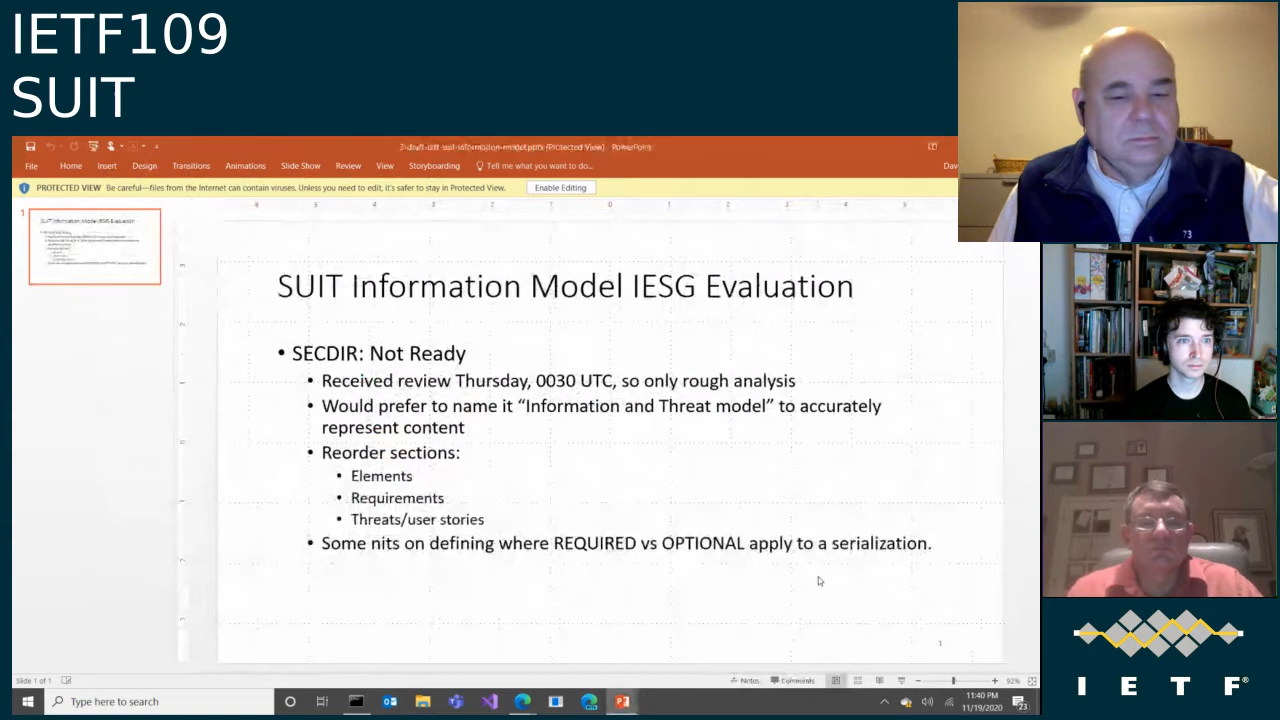 IETF109
SUIT
File Home Insert Design Transitions Animations Slide Show Review View Storyboarding Tell me what you want to do...
PROTECTED VIEW Be careful—files from the Internet can contain viruses. Unless you need to edit, it's safer to stay in Protected View. Enable Editing
1
SUIT Information Model IESG Evaluation
• SECDIR: Not Ready
• Received review Thursday, 0030 UTC, so only rough analysis
• Would prefer to name it “Information and Threat model” to accurately
represent content
• Reorder sections:
• Elements
• Requirements
• Threats/user stories
• Some nits on defining where REQUIRED vs OPTIONAL apply to a serialization.
1
73
Slide 1 of 1 Notes Comments 92%
Type here to search
11:40 PM
11/19/2020
23
I E T F®